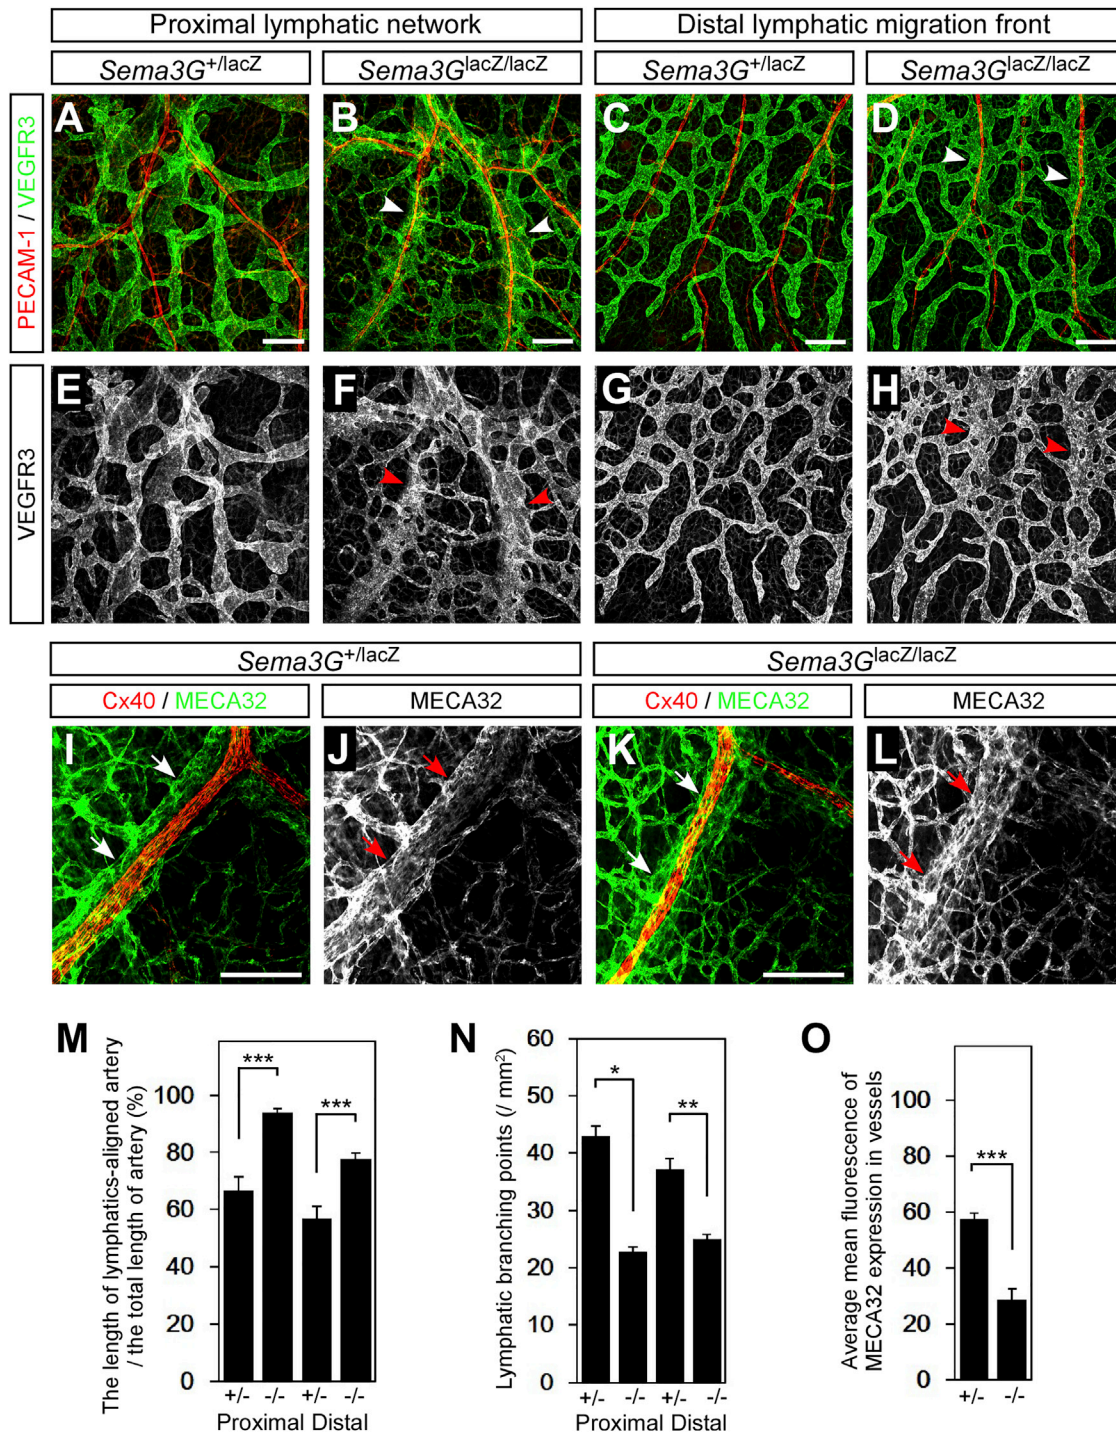 Proximal lymphatic network
Distal lymphatic migration front
Sema3G+/lacZ
Sema3GlacZ/lacZ
Sema3G+/lacZ
Sema3GlacZ/lacZ
PECAM-1 / VEGFR3
A
B
C
D
VEGFR3
E
F
G
H
Sema3G+/lacZ
Sema3GlacZ/lacZ
Cx40 / MECA32
MECA32
Cx40 / MECA32
MECA32
I
J
K
L
M
The length of lymphatics-aligned artery
/ the total length of artery (%)
100
80
60
40
20
0
***
***
+/- -/- +/- -/-
Proximal Distal
N
Lymphatic branching points (/ mm²)
60
50
40
30
20
10
0
*
**
+/- -/- +/- -/-
Proximal Distal
O
Average mean fluorescence of
MECA32 expression in vessels
100
80
60
40
20
0
***
+/- -/-